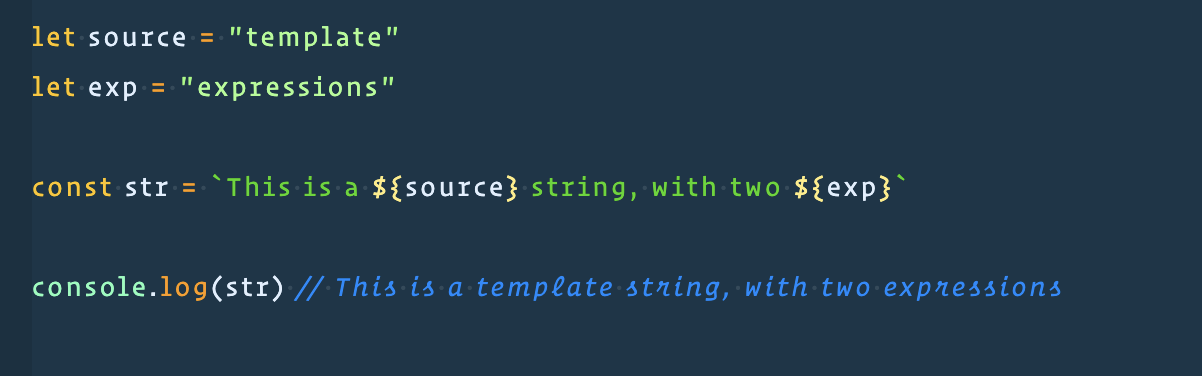 let source = "template"
let exp = "expressions"
const str = `This is a ${source} string, with two ${exp}`
console.log(str) // This is a template string, with two expressions